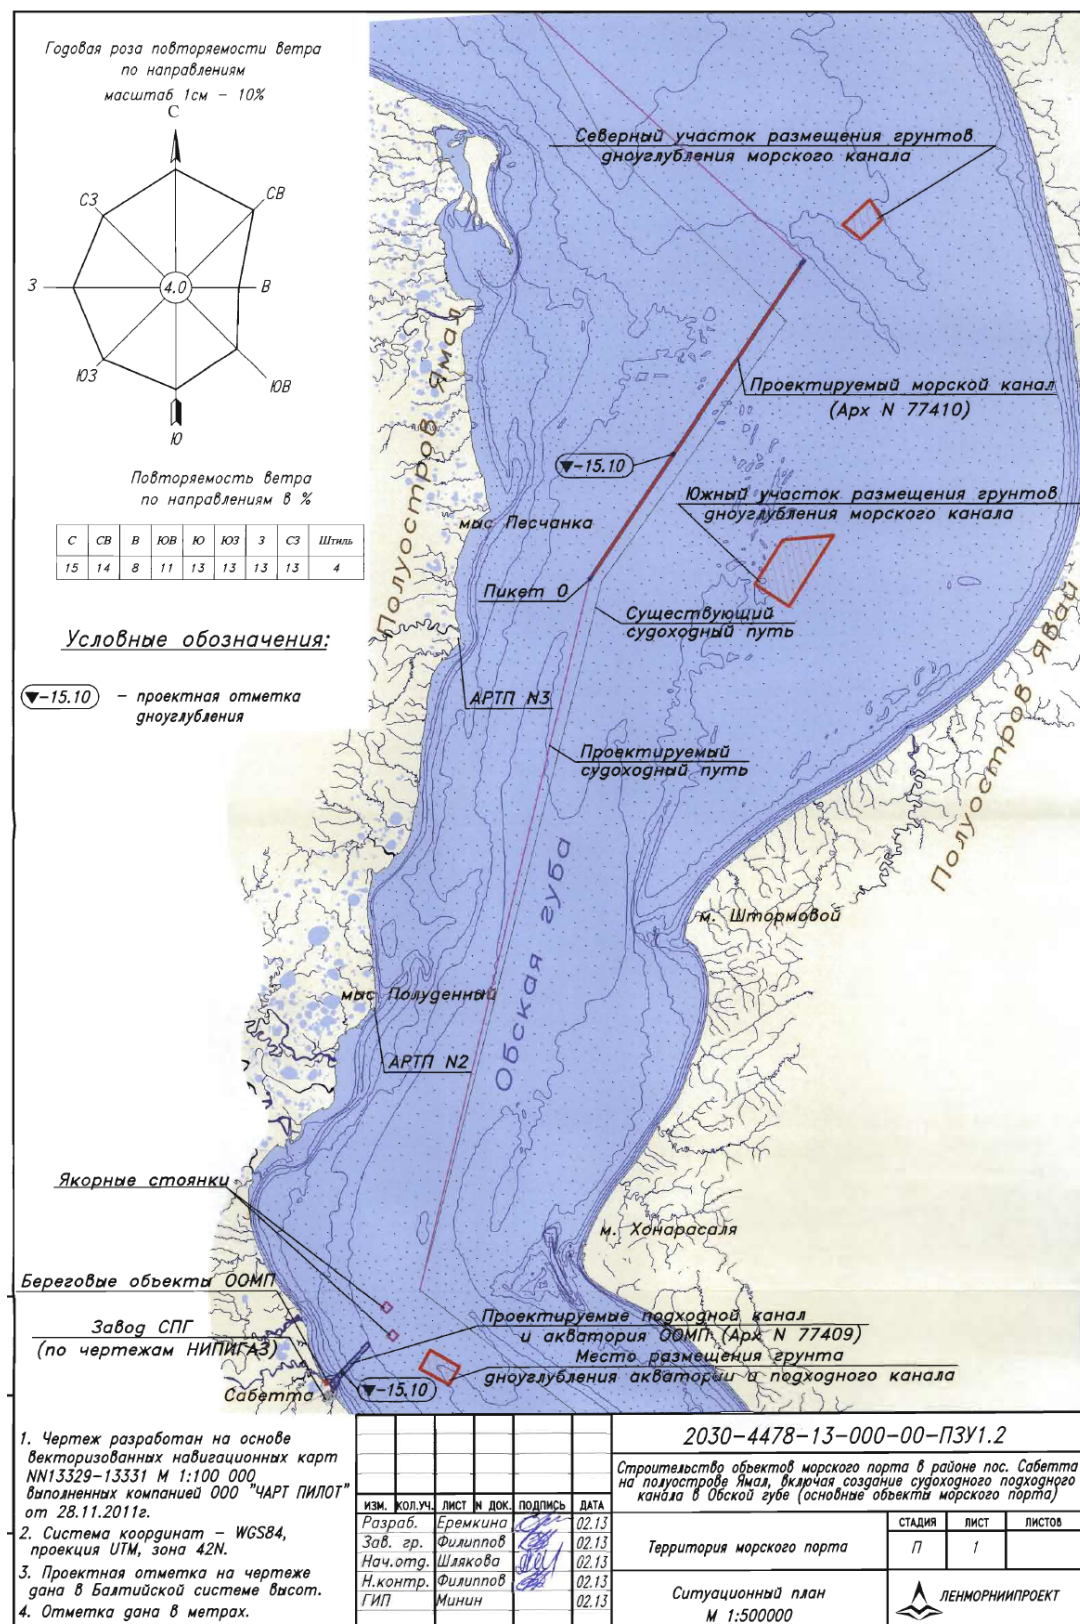 Годовая роза повторяемости ветра
по направлениям
масштаб 1см - 10%
С
СЗ
СВ
З
4.0
В
ЮЗ
ЮВ
Ю
Повторяемость ветра
по направлениям в %
С СВ В ЮВ Ю ЮЗ З СЗ Штиль
15 14 8 11 13 13 13 13 4
Условные обозначения:
▼-15.10 - проектная отметка
дноуглубления
Северный участок размещения грунтов
дноуглубления морского канала
Полуостров Ямал
Проектируемый морской канал
(Арх N 77410)
▼-15.10
Южный участок размещения грунтов
дноуглубления морского канала
мыс Песчанка
Пикет 0
Существующий
судоходный путь
Полуостров Явай
АРТП N3
Проектируемый
судоходный путь
Обская губа
м. Штормовой
мыс Полуденный
АРТП N2
Якорные стоянки
м. Хонарасаля
Береговые объекты ООМП
Завод СПГ
(по чертежам НИПИГАЗ)
Проектируемые подходной канал
и акватория ООМП (Арх N 77409)
Место размещения грунта
дноуглубления акватории и подходного канала
Сабетта
▼-15.10
1. Чертеж разработан на основе
векторизованных навигационных карт
NN13329-13331 М 1:100 000
выполненных компанией ООО "ЧАРТ ПИЛОТ"
от 28.11.2011г.
2. Система координат - WGS84,
проекция UTM, зона 42N.
3. Проектная отметка на чертеже
дана в Балтийской системе высот.
4. Отметка дана в метрах.
2030-4478-13-000-00-ПЗУ1.2
Строительство объектов морского порта в районе пос. Сабетта
на полуострове Ямал, включая создание судоходного подходного
канала в Обской губе (основные объекты морского порта)
ИЗМ. КОЛ.УЧ. ЛИСТ N ДОК. ПОДПИСЬ ДАТА
Разраб. Еремкина 02.13
Зав. гр. Филиппов 02.13
Нач.отд. Шлякова 02.13
Н.контр. Филиппов 02.13
ГИП Минин 02.13
Территория морского порта
СТАДИЯ ЛИСТ ЛИСТОВ
П 1
Ситуационный план
М 1:500000
ЛЕНМОРНИИПРОЕКТ